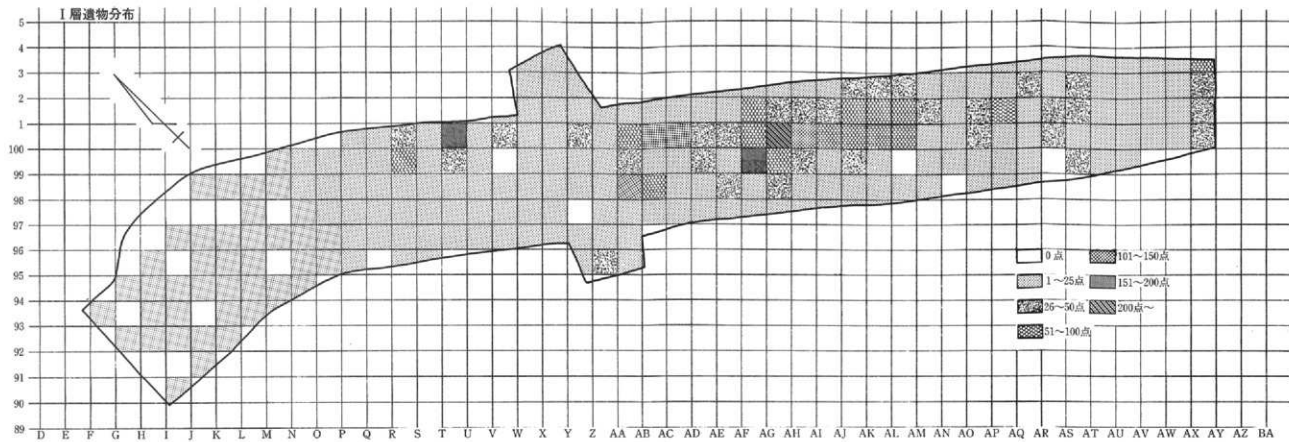 I層遺物分布
5
4
3
2
1
100
99
98
97
96
95
94
93
92
91
90
89
D E F G H I J K L M N O P Q R S T U V W X Y Z AA AB AC AD AE AF AG AH AI AJ AK AL AM AN AO AP AQ AR AS AT AU AV AW AX AY AZ BA
0点
1〜25点
26〜50点
51〜100点
101〜150点
151〜200点
200点〜